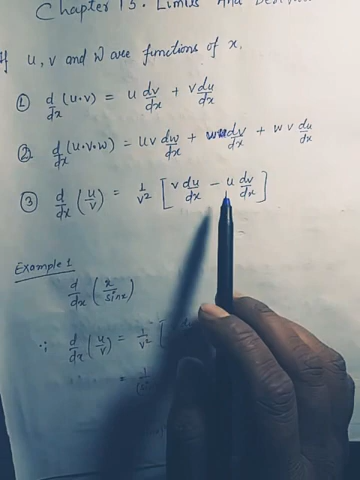 Chapter 13. Limits And
If u, v and w are functions of x.
① d/dx (u·v) = u dv/dx + v du/dx
② d/dx (u·v·w) = uv dw/dx + wu dv/dx + wv du/dx
③ d/dx (u/v) = 1/v² [v du/dx − u dv/dx]
Example 1
d/dx (x/sinx)
∵ d/dx (u/v) = 1/v² [
= 1/